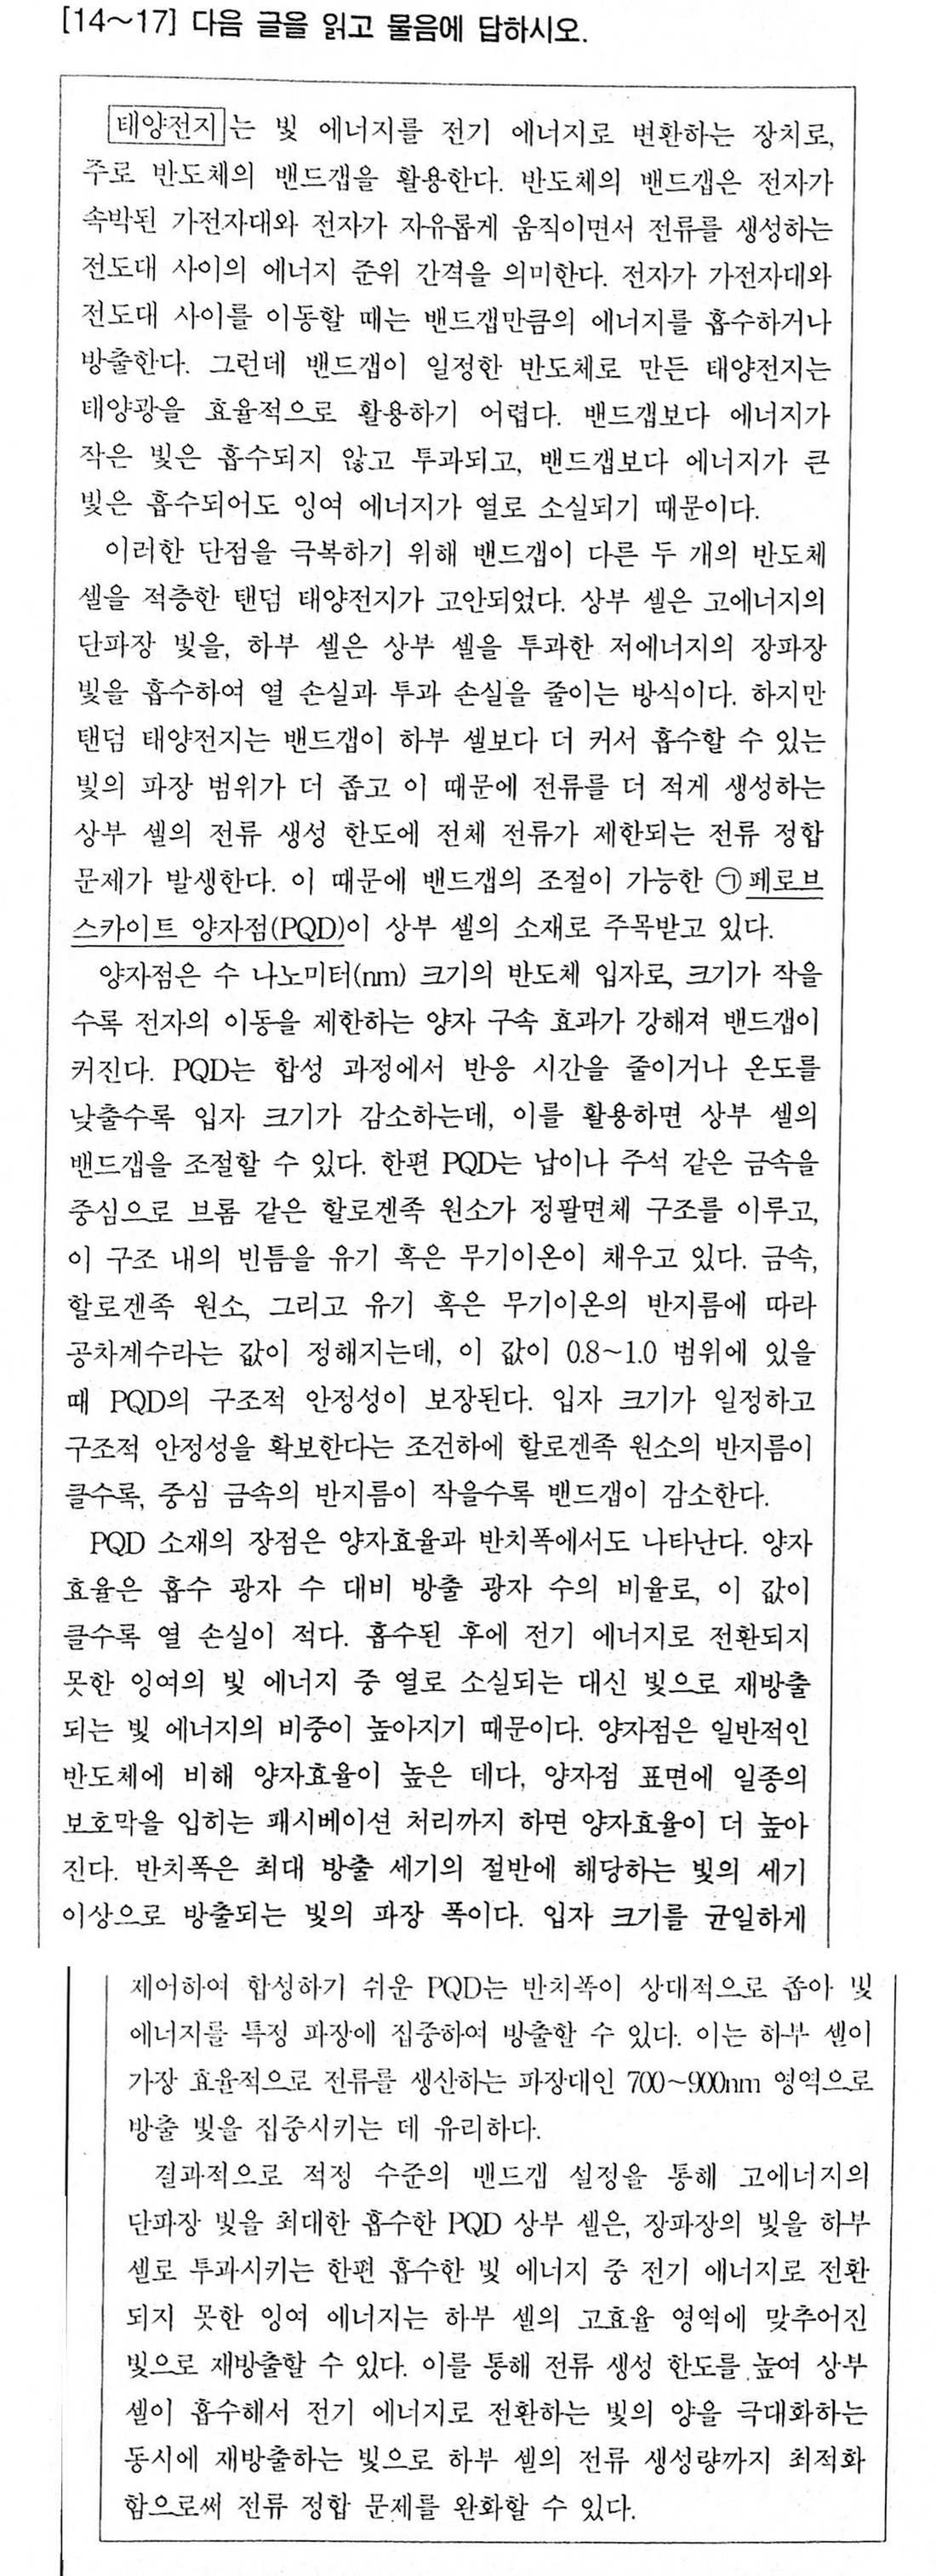 [14～17] 다음 글을 읽고 물음에 답하시오.
태양전지는 빛 에너지를 전기 에너지로 변환하는 장치로,
주로 반도체의 밴드갭을 활용한다. 반도체의 밴드갭은 전자가
속박된 가전자대와 전자가 자유롭게 움직이면서 전류를 생성하는
전도대 사이의 에너지 준위 간격을 의미한다. 전자가 가전자대와
전도대 사이를 이동할 때는 밴드갭만큼의 에너지를 흡수하거나
방출한다. 그런데 밴드갭이 일정한 반도체로 만든 태양전지는
태양광을 효율적으로 활용하기 어렵다. 밴드갭보다 에너지가
작은 빛은 흡수되지 않고 투과되고, 밴드갭보다 에너지가 큰
빛은 흡수되어도 잉여 에너지가 열로 소실되기 때문이다.
이러한 단점을 극복하기 위해 밴드갭이 다른 두 개의 반도체
셀을 적층한 탠덤 태양전지가 고안되었다. 상부 셀은 고에너지의
단파장 빛을, 하부 셀은 상부 셀을 투과한 저에너지의 장파장
빛을 흡수하여 열 손실과 투과 손실을 줄이는 방식이다. 하지만
탠덤 태양전지는 밴드갭이 하부 셀보다 더 커서 흡수할 수 있는
빛의 파장 범위가 더 좁고 이 때문에 전류를 더 적게 생성하는
상부 셀의 전류 생성 한도에 전체 전류가 제한되는 전류 정합
문제가 발생한다. 이 때문에 밴드갭의 조절이 가능한 ㉠페로브
스카이트 양자점(PQD)이 상부 셀의 소재로 주목받고 있다.
양자점은 수 나노미터(nm) 크기의 반도체 입자로, 크기가 작을
수록 전자의 이동을 제한하는 양자 구속 효과가 강해져 밴드갭이
커진다. PQD는 합성 과정에서 반응 시간을 줄이거나 온도를
낮출수록 입자 크기가 감소하는데, 이를 활용하면 상부 셀의
밴드갭을 조절할 수 있다. 한편 PQD는 납이나 주석 같은 금속을
중심으로 브롬 같은 할로겐족 원소가 정팔면체 구조를 이루고,
이 구조 내의 빈틈을 유기 혹은 무기이온이 채우고 있다. 금속,
할로겐족 원소, 그리고 유기 혹은 무기이온의 반지름에 따라
공차계수라는 값이 정해지는데, 이 값이 0.8~1.0 범위에 있을
때 PQD의 구조적 안정성이 보장된다. 입자 크기가 일정하고
구조적 안정성을 확보한다는 조건하에 할로겐족 원소의 반지름이
클수록, 중심 금속의 반지름이 작을수록 밴드갭이 감소한다.
PQD 소재의 장점은 양자효율과 반치폭에서도 나타난다. 양자
효율은 흡수 광자 수 대비 방출 광자 수의 비율로, 이 값이
클수록 열 손실이 적다. 흡수된 후에 전기 에너지로 전환되지
못한 잉여의 빛 에너지 중 열로 소실되는 대신 빛으로 재방출
되는 빛 에너지의 비중이 높아지기 때문이다. 양자점은 일반적인
반도체에 비해 양자효율이 높은 데다, 양자점 표면에 일종의
보호막을 입히는 패시베이션 처리까지 하면 양자효율이 더 높아
진다. 반치폭은 최대 방출 세기의 절반에 해당하는 빛의 세기
이상으로 방출되는 빛의 파장 폭이다. 입자 크기를 균일하게
제어하여 합성하기 쉬운 PQD는 반치폭이 상대적으로 좁아 빛
에너지를 특정 파장에 집중하여 방출할 수 있다. 이는 하부 셀이
가장 효율적으로 전류를 생산하는 파장대인 700~900nm 영역으로
방출 빛을 집중시키는 데 유리하다.
결과적으로 적정 수준의 밴드갭 설정을 통해 고에너지의
단파장 빛을 최대한 흡수한 PQD 상부 셀은, 장파장의 빛을 하부
셀로 투과시키는 한편 흡수한 빛 에너지 중 전기 에너지로 전환
되지 못한 잉여 에너지는 하부 셀의 고효율 영역에 맞추어진
빛으로 재방출할 수 있다. 이를 통해 전류 생성 한도를 높여 상부
셀이 흡수해서 전기 에너지로 전환하는 빛의 양을 극대화하는
동시에 재방출하는 빛으로 하부 셀의 전류 생성량까지 최적화
함으로써 전류 정합 문제를 완화할 수 있다.